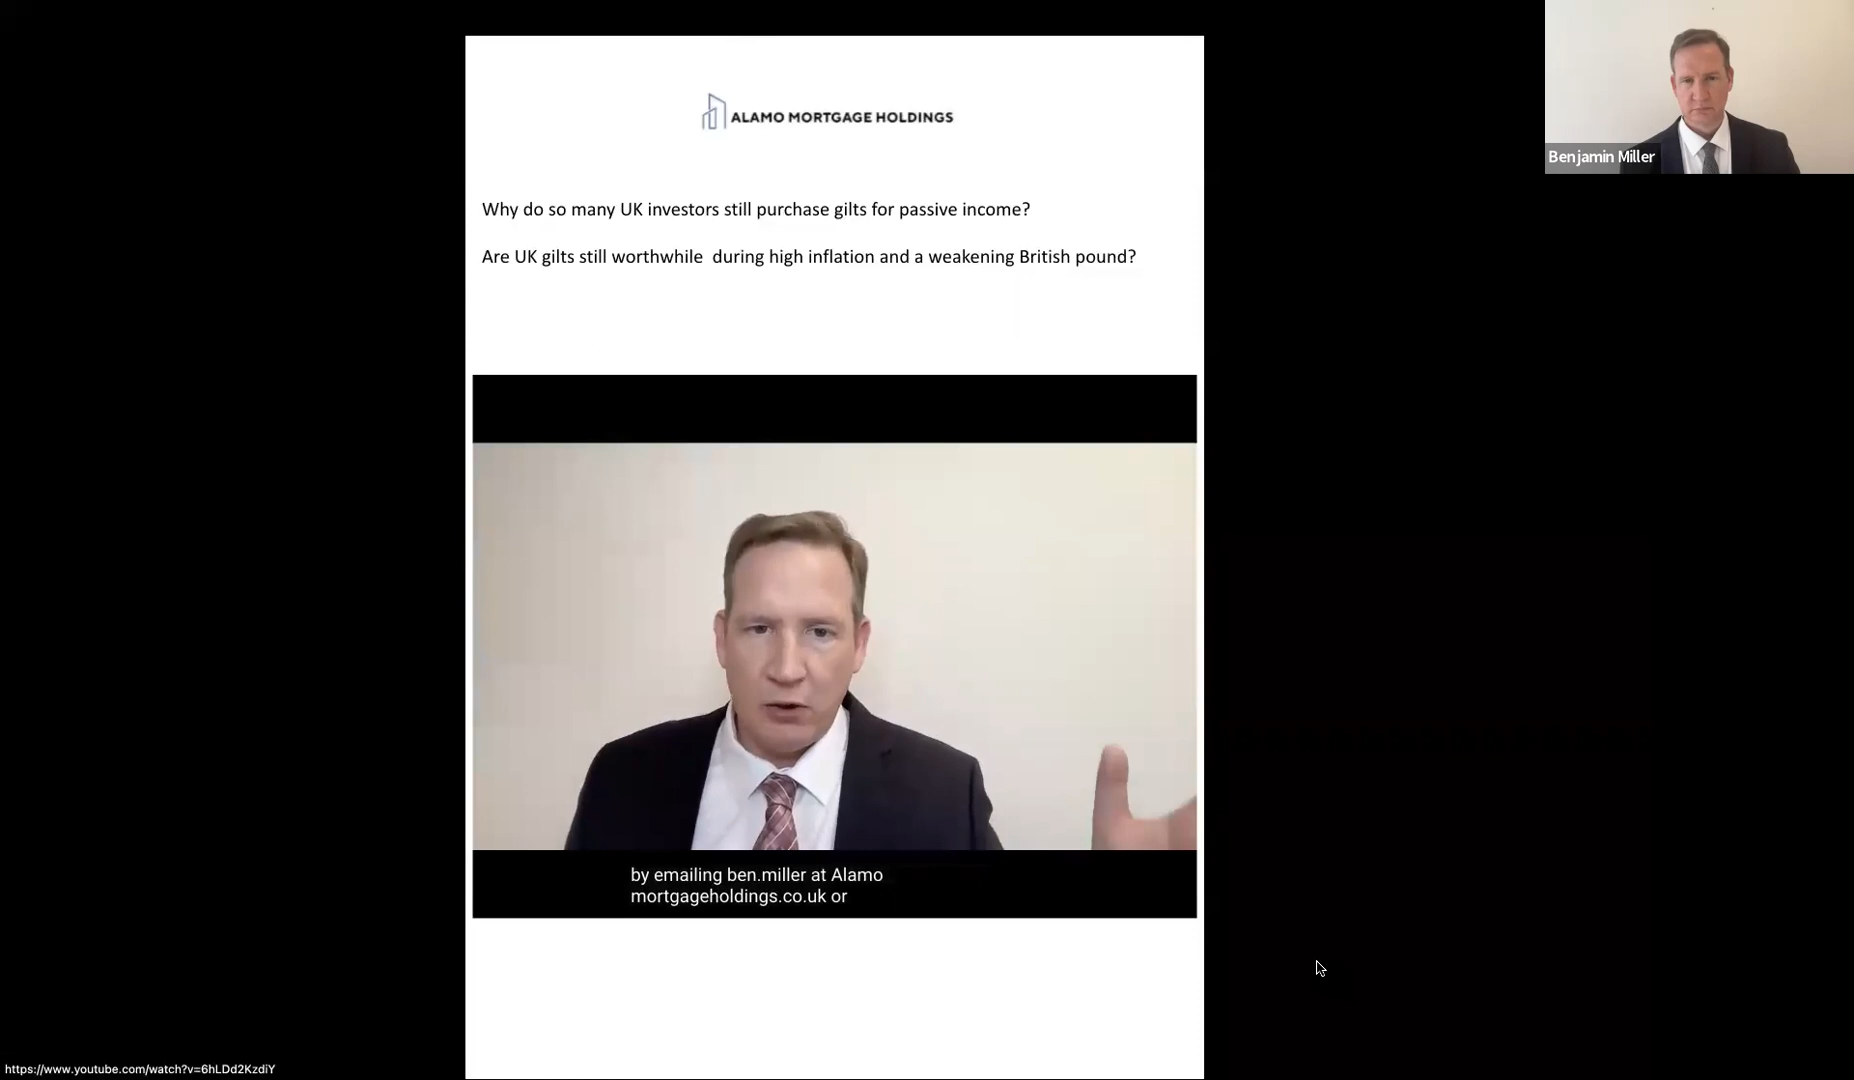 ALAMO MORTGAGE HOLDINGS
Benjamin Miller
Why do so many UK investors still purchase gilts for passive income?
Are UK gilts still worthwhile  during high inflation and a weakening British pound?
by emailing ben.miller at Alamo
mortgageholdings.co.uk or
https://www.youtube.com/watch?v=6hLDd2KzdiY